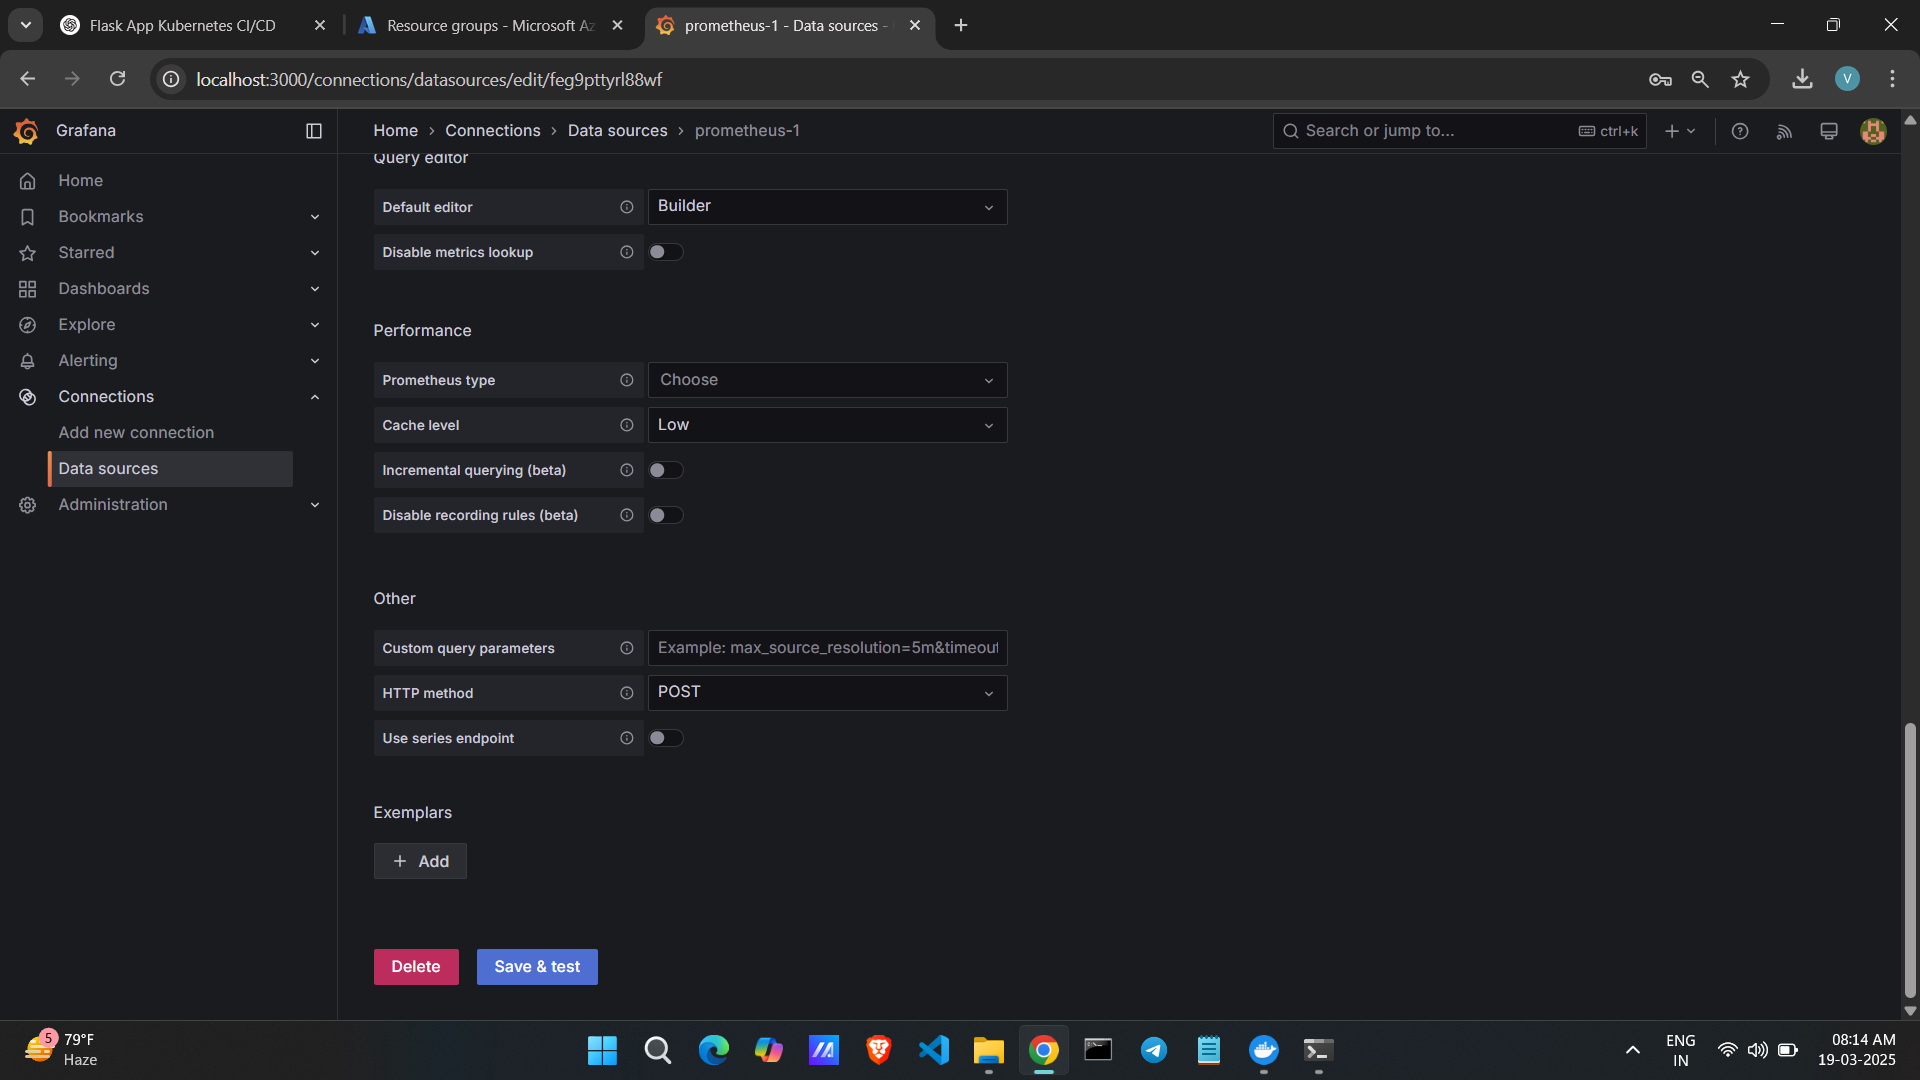 Flask App Kubernetes CI/CD
Resource groups - Microsoft Az
prometheus-1 - Data sources -
localhost:3000/connections/datasources/edit/feg9pttyrl88wf
V
Grafana
Home › Connections › Data sources › prometheus-1
Search or jump to...
ctrl+k
Home
Bookmarks
Starred
Dashboards
Explore
Alerting
Connections
Add new connection
Data sources
Administration
Query editor
Default editor
Builder
Disable metrics lookup
Performance
Prometheus type
Choose
Cache level
Low
Incremental querying (beta)
Disable recording rules (beta)
Other
Custom query parameters
Example: max_source_resolution=5m&timeout
HTTP method
POST
Use series endpoint
Exemplars
+ Add
Delete
Save & test
5
79°F
Haze
ENG
IN
08:14 AM
19-03-2025